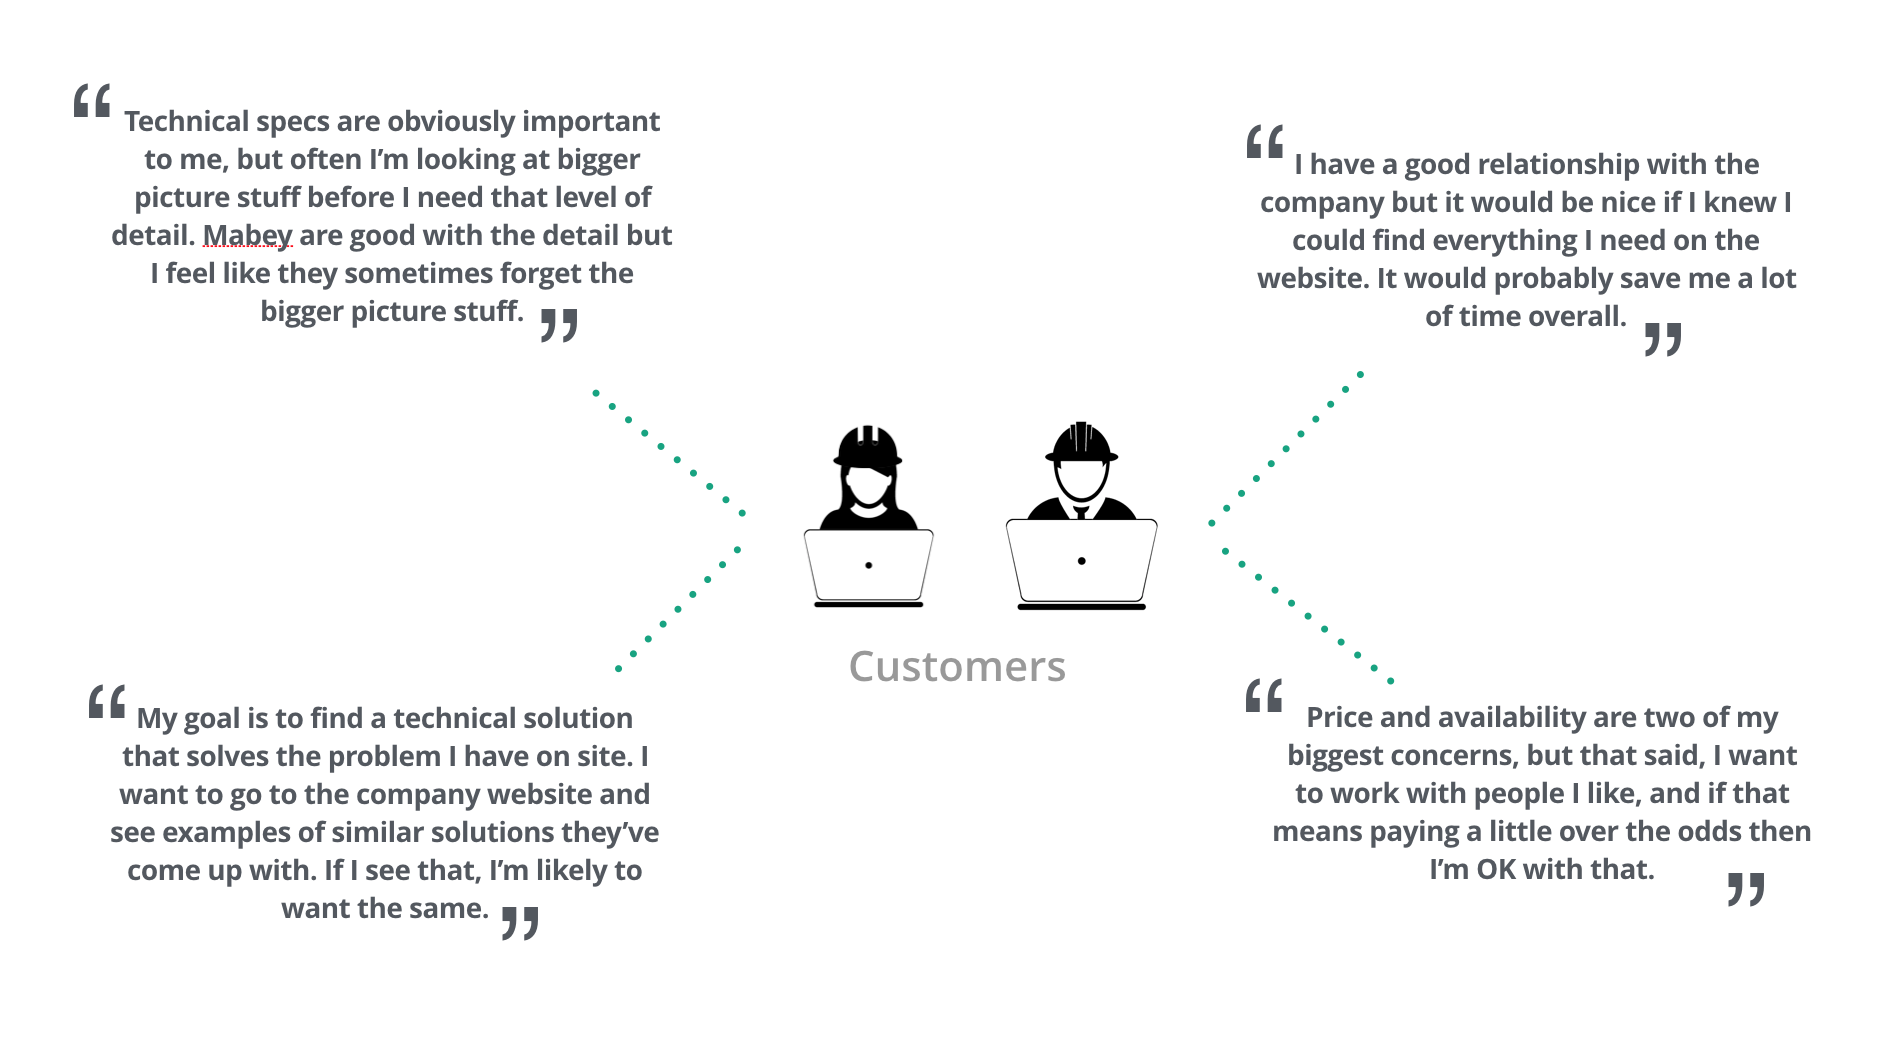 “ Technical specs are obviously important
to me, but often I’m looking at bigger
picture stuff before I need that level of
detail. Mabey are good with the detail but
I feel like they sometimes forget the
bigger picture stuff. ”
“ I have a good relationship with the
company but it would be nice if I knew I
could find everything I need on the
website. It would probably save me a lot
of time overall. ”
Customers
“ My goal is to find a technical solution
that solves the problem I have on site. I
want to go to the company website and
see examples of similar solutions they’ve
come up with. If I see that, I’m likely to
want the same. ”
“ Price and availability are two of my
biggest concerns, but that said, I want
to work with people I like, and if that
means paying a little over the odds then
I’m OK with that. ”